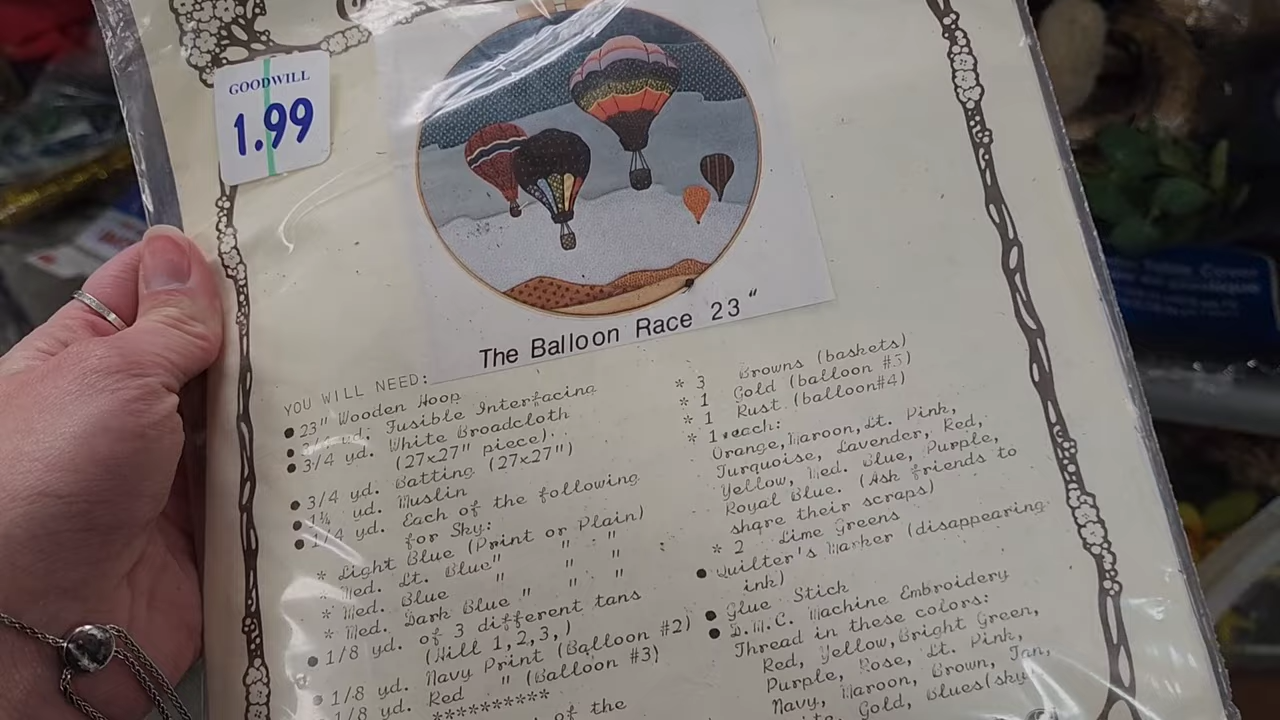 GOODWILL
1.99
The Balloon Race 23"
YOU WILL NEED:
23" Wooden Hoop
yd. Fusible Interfacing
3/4 yd. White Broadcloth
(27x27" piece).
3/4 yd. Batting (27x27")
1¼ yd. Muslin
1/4 yd. Each of the following
for Sky:
* Light Blue (Print or Plain)
* Med. Lt. Blue" " : "
* Med. Blue " " "
* Med. Dark Blue " " "
1/8 yd. of 3 different tans
(Hill 1,2,3,)
1/8 yd. Navy Print (Balloon #2)
1/8 yd. Red " (Balloon #3)
**********
of the
* 3 Browns (baskets)
* 1 Gold (balloon #5)
* 1 Rust (balloon#4)
* 1 each:
Orange, Maroon, Lt. Pink,
Turquoise, Lavender, Red,
Yellow, Med. Blue, Purple,
Royal Blue. (Ask friends to
share their scraps)
* 2 Lime Greens
Quilter's Marker (disappearing
ink)
Glue Stick
D.M.C. Machine Embroidery
Thread in these colors:
Red, Yellow, Bright Green,
Purple, Rose, Lt. Pink,
Navy, Maroon, Brown, Tan,
Gold, Blues(sky